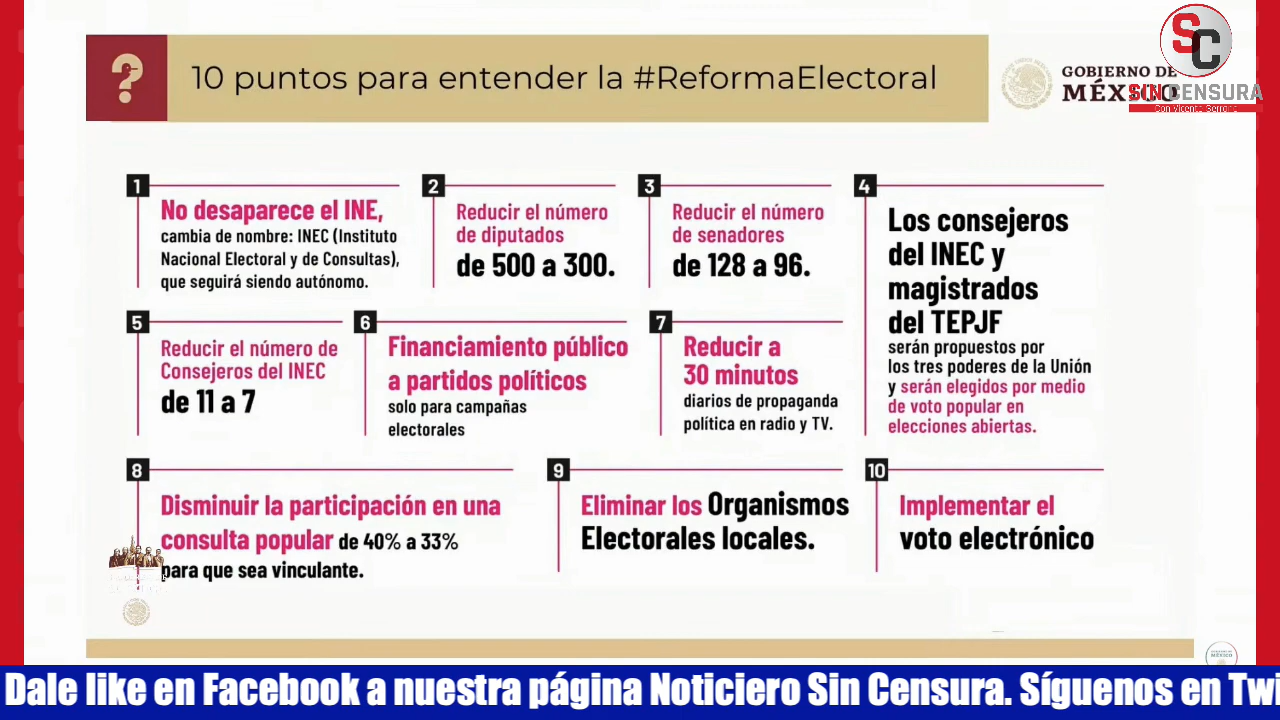 10 puntos para entender la #ReformaElectoral
GOBIERNO DE
MÉXICO
SC
SIN CENSURA
Con Vicente Serrano
1
No desaparece el INE,
cambia de nombre: INEC (Instituto
Nacional Electoral y de Consultas),
que seguirá siendo autónomo.
2
Reducir el número
de diputados
de 500 a 300.
3
Reducir el número
de senadores
de 128 a 96.
4
Los consejeros
del INEC y
magistrados
del TEPJF
serán propuestos por
los tres poderes de la Unión
y serán elegidos por medio
de voto popular en
elecciones abiertas.
5
Reducir el número de
Consejeros del INEC
de 11 a 7
6
Financiamiento público
a partidos políticos
solo para campañas
electorales
7
Reducir a
30 minutos
diarios de propaganda
política en radio y TV.
8
Disminuir la participación en una
consulta popular de 40% a 33%
para que sea vinculante.
9
Eliminar los Organismos
Electorales locales.
10
Implementar el
voto electrónico
GOBIERNO DE
MÉXICO
Dale like en Facebook a nuestra página Noticiero Sin Censura. Síguenos en Twi